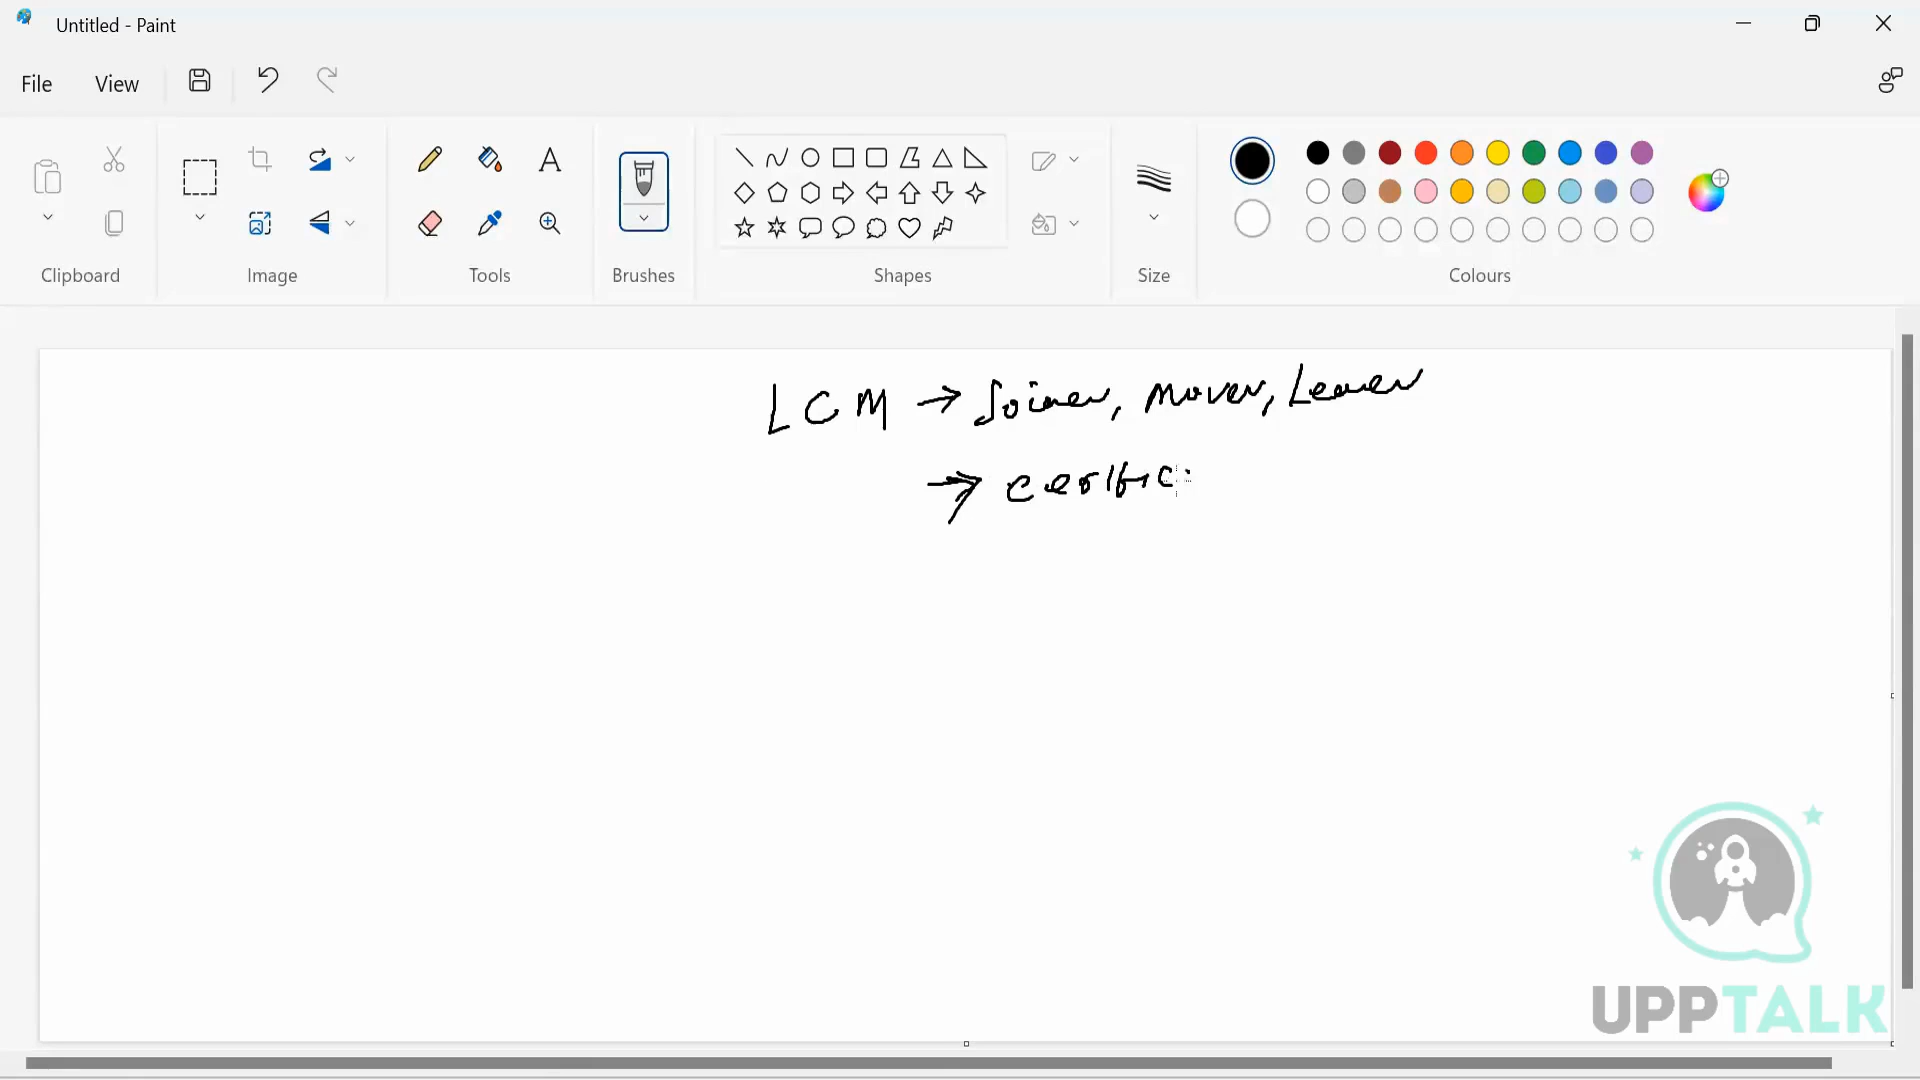 Untitled - Paint
File View
Clipboard Image Tools Brushes Shapes Size Colours
LCM → Joiner, Mover, Leaver
→ certific
UPPTALK